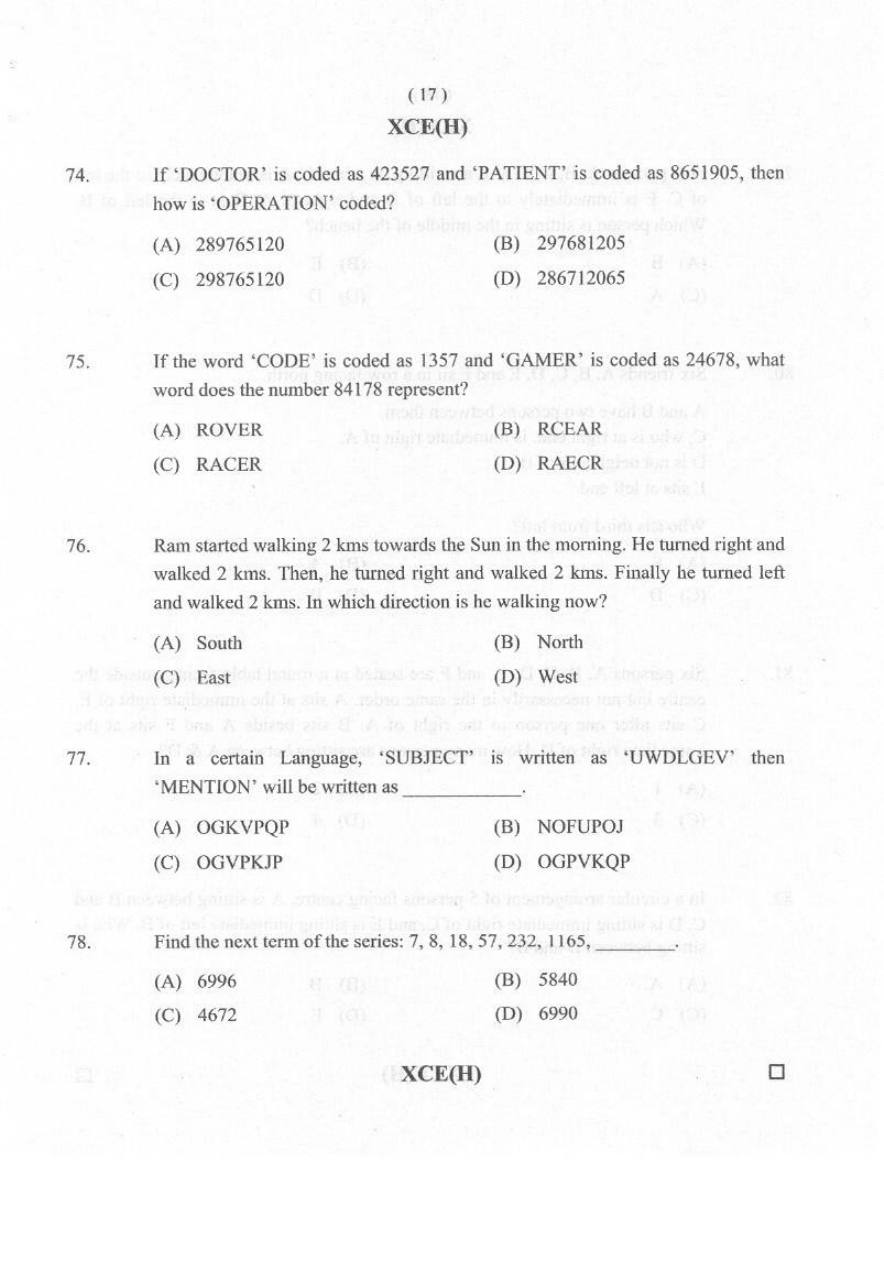 ( 17 )
XCE(H)
74. If ‘DOCTOR’ is coded as 423527 and ‘PATIENT’ is coded as 8651905, then
how is ‘OPERATION’ coded?
(A) 289765120 (B) 297681205
(C) 298765120 (D) 286712065
75. If the word ‘CODE’ is coded as 1357 and ‘GAMER’ is coded as 24678, what
word does the number 84178 represent?
(A) ROVER (B) RCEAR
(C) RACER (D) RAECR
76. Ram started walking 2 kms towards the Sun in the morning. He turned right and
walked 2 kms. Then, he turned right and walked 2 kms. Finally he turned left
and walked 2 kms. In which direction is he walking now?
(A) South (B) North
(C) East (D) West
77. In a certain Language, ‘SUBJECT’ is written as ‘UWDLGEV’ then
‘MENTION’ will be written as ____________.
(A) OGKVPQP (B) NOFUPOJ
(C) OGVPKJP (D) OGPVKQP
78. Find the next term of the series: 7, 8, 18, 57, 232, 1165, ________.
(A) 6996 (B) 5840
(C) 4672 (D) 6990
XCE(H)